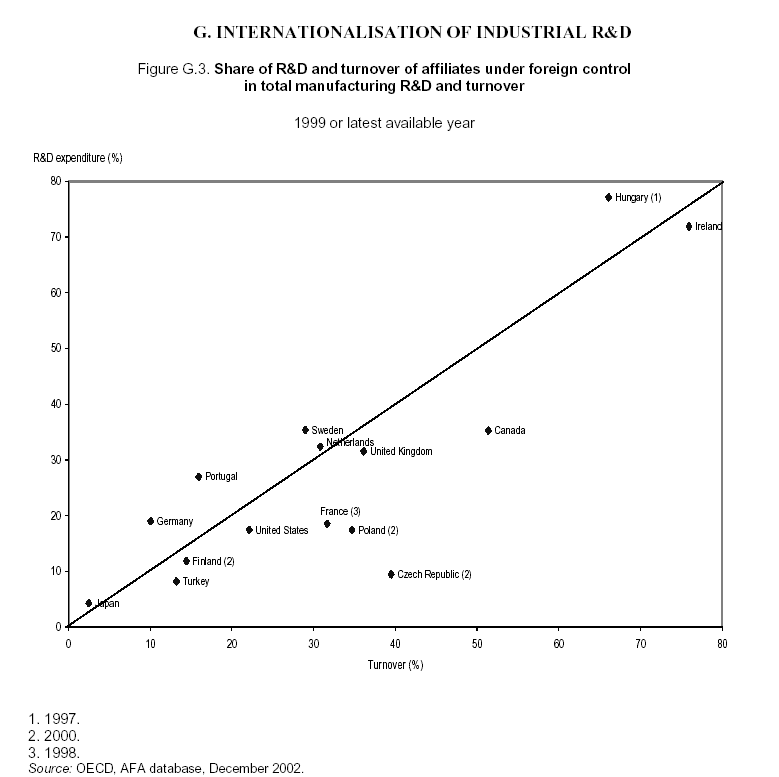 G. INTERNATIONALISATION OF INDUSTRIAL R&D
Figure G.3. Share of R&D and turnover of affiliates under foreign control
in total manufacturing R&D and turnover
1999 or latest available year
R&D expenditure (%)
80
Hungary (1)
70
Ireland
60
50
40
Sweden
Canada
Netherlands
United Kingdom
30
Portugal
20
Germany
France (3)
United States
Poland (2)
Finland (2)
10
Czech Republic (2)
Turkey
Japan
0
0 10 20 30 40 50 60 70 80
Turnover (%)
1. 1997.
2. 2000.
3. 1998.
Source: OECD, AFA database, December 2002.